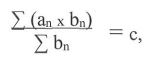 ∑ (aₙ x bₙ)
∑ bₙ
= c,